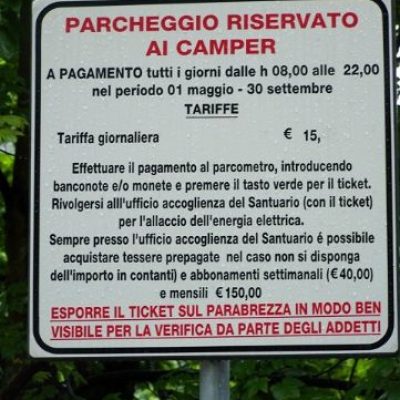 PARCHEGGIO RISERVATO
AI CAMPER
A PAGAMENTO tutti i giorni dalle h 08,00 alle 22,00
nel periodo 01 maggio - 30 settembre
TARIFFE
Tariffa giornaliera € 15,
Effettuare il pagamento al parcometro, introducendo
banconote e/o monete e premere il tasto verde per il ticket.
Rivolgersi alll'ufficio accoglienza del Santuario (con il ticket)
per l'allaccio dell'energia elettrica.
Sempre presso l'ufficio accoglienza del Santuario é possibile
acquistare tessere prepagate nel caso non si disponga
dell'importo in contanti) e abbonamenti settimanali (€ 40,00)
e mensili € 150,00
ESPORRE IL TICKET SUL PARABREZZA IN MODO BEN
VISIBILE PER LA VERIFICA DA PARTE DEGLI ADDETTI